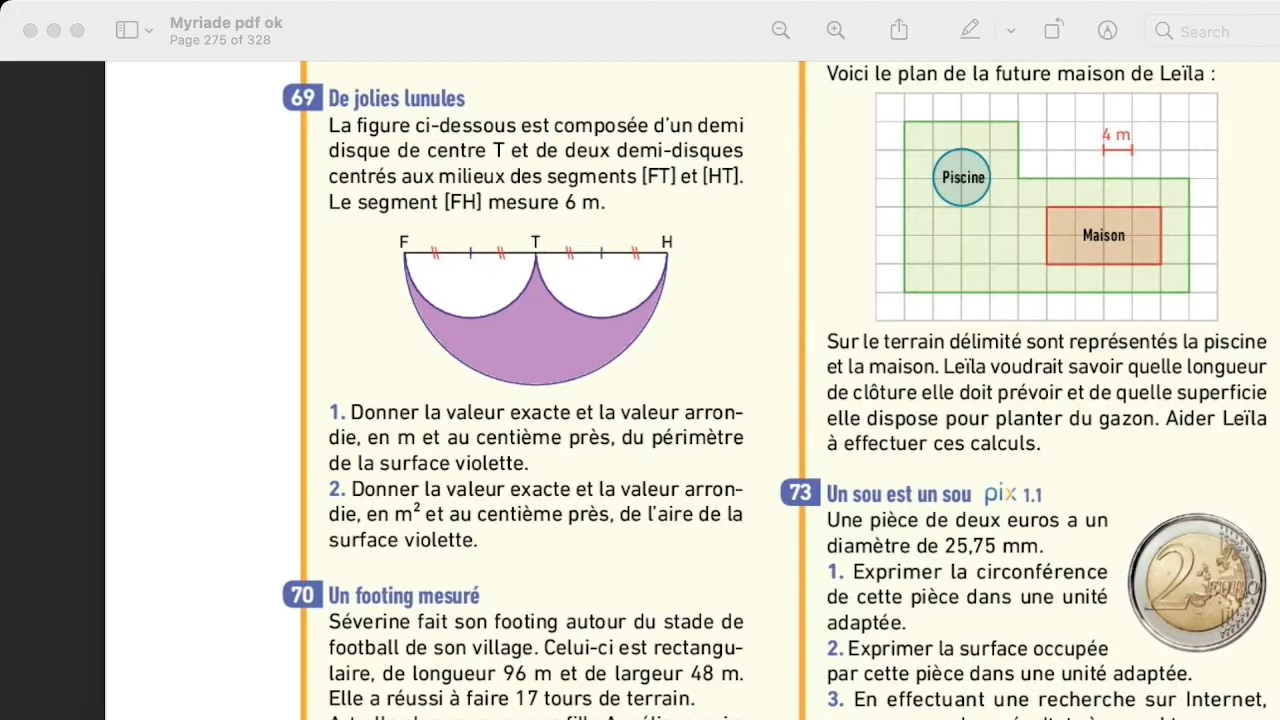 Myriade pdf ok
Page 275 of 328
Search
69 De jolies lunules
La figure ci-dessous est composée d'un demi
disque de centre T et de deux demi-disques
centrés aux milieux des segments [FT] et [HT].
Le segment [FH] mesure 6 m.
F T H
1. Donner la valeur exacte et la valeur arron-
die, en m et au centième près, du périmètre
de la surface violette.
2. Donner la valeur exacte et la valeur arron-
die, en m² et au centième près, de l'aire de la
surface violette.
70 Un footing mesuré
Séverine fait son footing autour du stade de
football de son village. Celui-ci est rectangu-
laire, de longueur 96 m et de largeur 48 m.
Elle a réussi à faire 17 tours de terrain.
Voici le plan de la future maison de Leïla :
4 m
Piscine
Maison
Sur le terrain délimité sont représentés la piscine
et la maison. Leïla voudrait savoir quelle longueur
de clôture elle doit prévoir et de quelle superficie
elle dispose pour planter du gazon. Aider Leïla
à effectuer ces calculs.
73 Un sou est un sou pix 1.1
Une pièce de deux euros a un
diamètre de 25,75 mm.
1. Exprimer la circonférence
de cette pièce dans une unité
adaptée.
2. Exprimer la surface occupée
par cette pièce dans une unité adaptée.
3. En effectuant une recherche sur Internet,
2 EURO